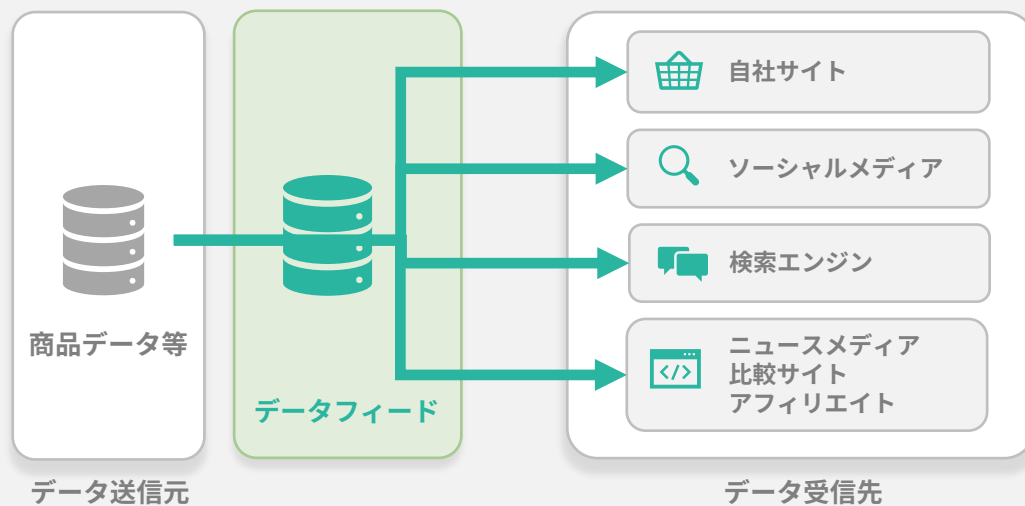 商品データ等
データ送信元
データフィード
自社サイト
ソーシャルメディア
検索エンジン
ニュースメディア
比較サイト
アフィリエイト
データ受信先